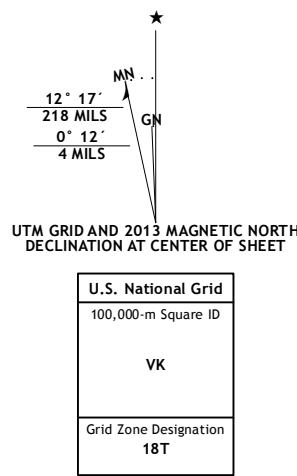 ★
MN
GN
12° 17´
218 MILS
0° 12´
4 MILS
UTM GRID AND 2013 MAGNETIC NORTH
DECLINATION AT CENTER OF SHEET
U.S. National Grid
100,000-m Square ID
VK
Grid Zone Designation
18T